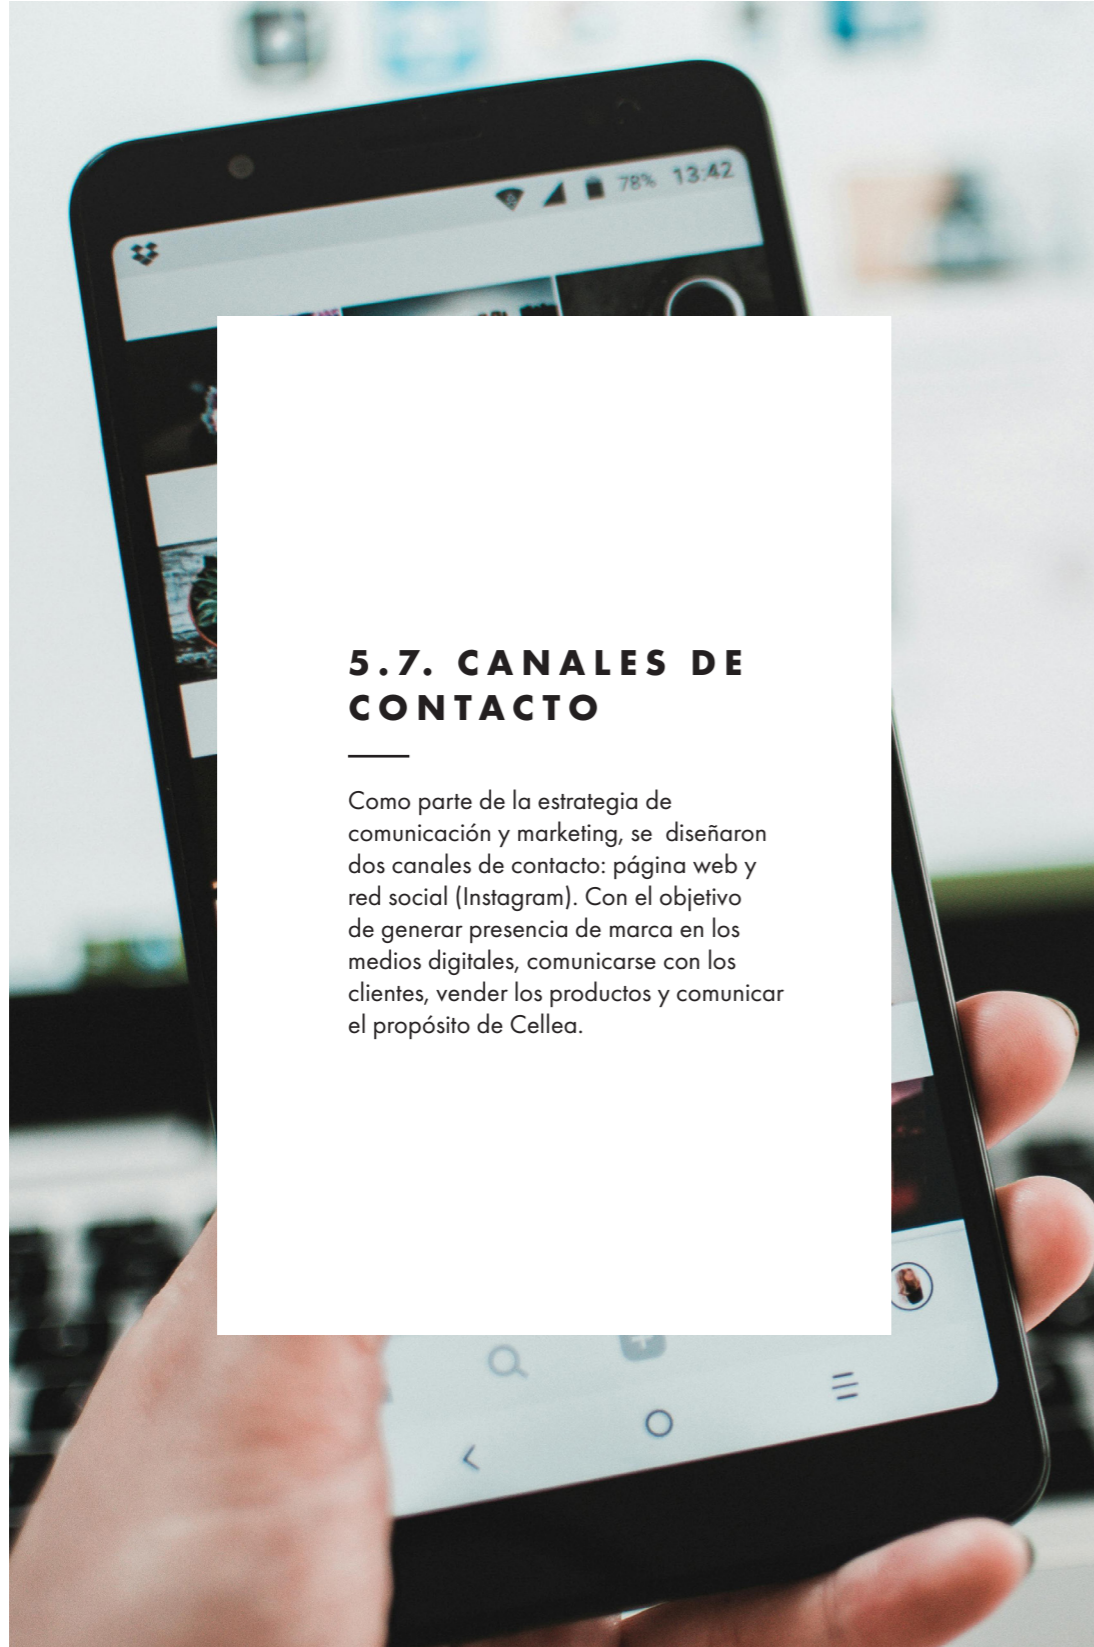 78% 13:42
5.7. CANALES DE
CONTACTO
Como parte de la estrategia de
comunicación y marketing, se  diseñaron
dos canales de contacto: página web y
red social (Instagram). Con el objetivo
de generar presencia de marca en los
medios digitales, comunicarse con los
clientes, vender los productos y comunicar
el propósito de Cellea.